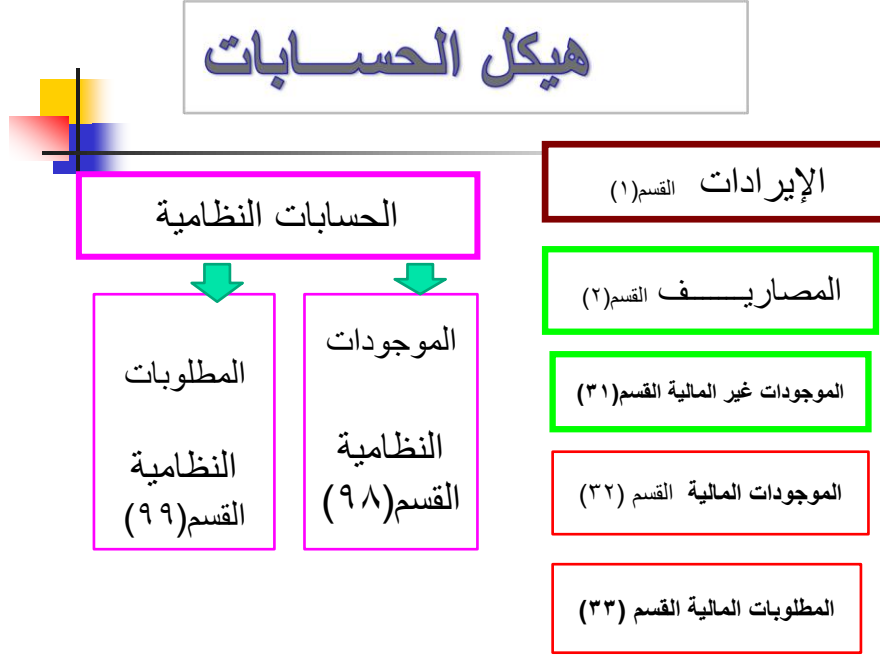 هيكل الحســـابات
الإيرادات القسم(١)
المصاريـــــف القسم(٢)
الموجودات غير المالية القسم(٣١)
الموجودات المالية القسم (٣٢)
المطلوبات المالية القسم (٣٣)
الحسابات النظامية
الموجودات
النظامية
القسم(٩٨)
المطلوبات
النظامية
القسم(٩٩)